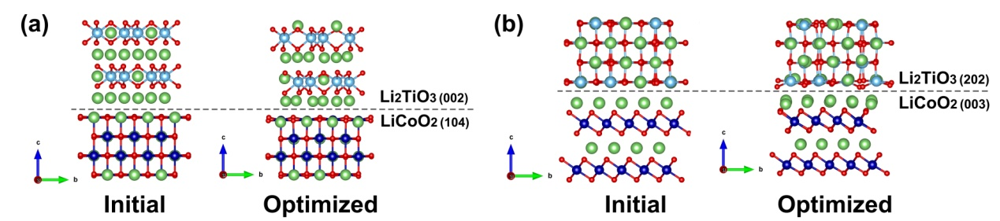 (a)
Li2TiO3 (002)
LiCoO2 (104)
c
b
c
b
Initial
Optimized
(b)
Li2TiO3 (202)
LiCoO2 (003)
c
b
c
b
Initial
Optimized